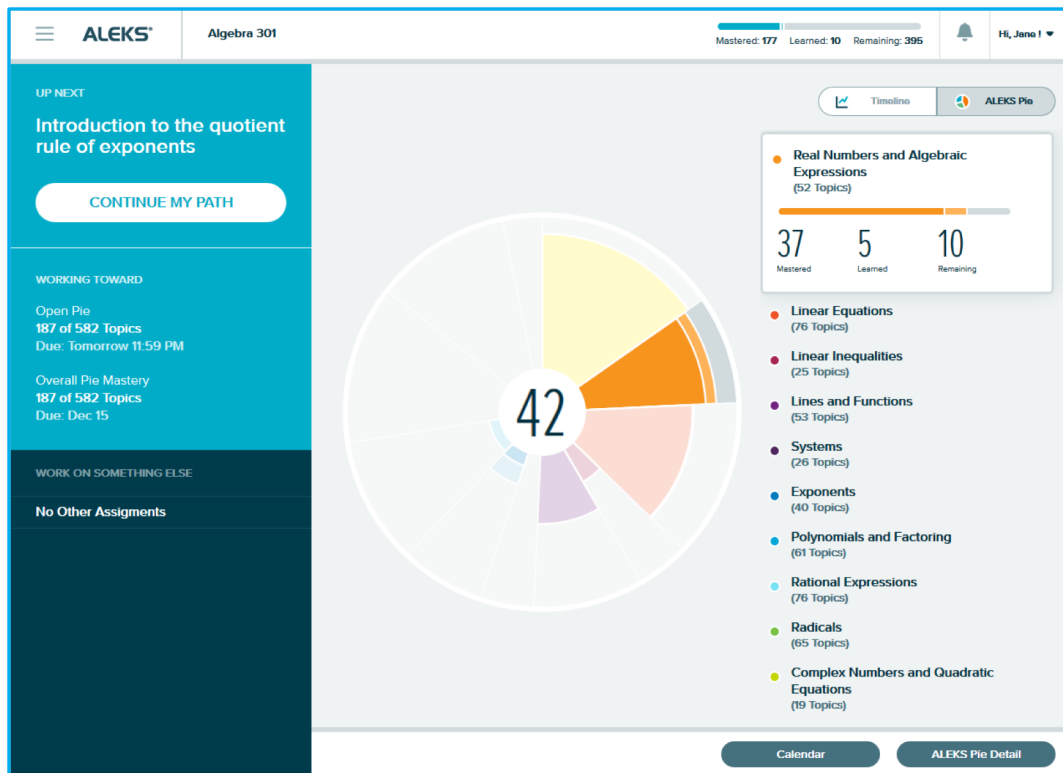 ALEKS®
Algebra 301
Mastered: 177 Learned: 10 Remaining: 395
Hi, Jane !
UP NEXT
Introduction to the quotient
rule of exponents
CONTINUE MY PATH
WORKING TOWARD
Open Pie
187 of 582 Topics
Due: Tomorrow 11:59 PM
Overall Pie Mastery
187 of 582 Topics
Due: Dec 15
WORK ON SOMETHING ELSE
No Other Assigments
42
Timeline
ALEKS Pie
Real Numbers and Algebraic
Expressions
(52 Topics)
37 5 10
Mastered Learned Remaining
Linear Equations
(76 Topics)
Linear Inequalities
(25 Topics)
Lines and Functions
(53 Topics)
Systems
(26 Topics)
Exponents
(40 Topics)
Polynomials and Factoring
(61 Topics)
Rational Expressions
(76 Topics)
Radicals
(65 Topics)
Complex Numbers and Quadratic
Equations
(19 Topics)
Calendar
ALEKS Pie Detail